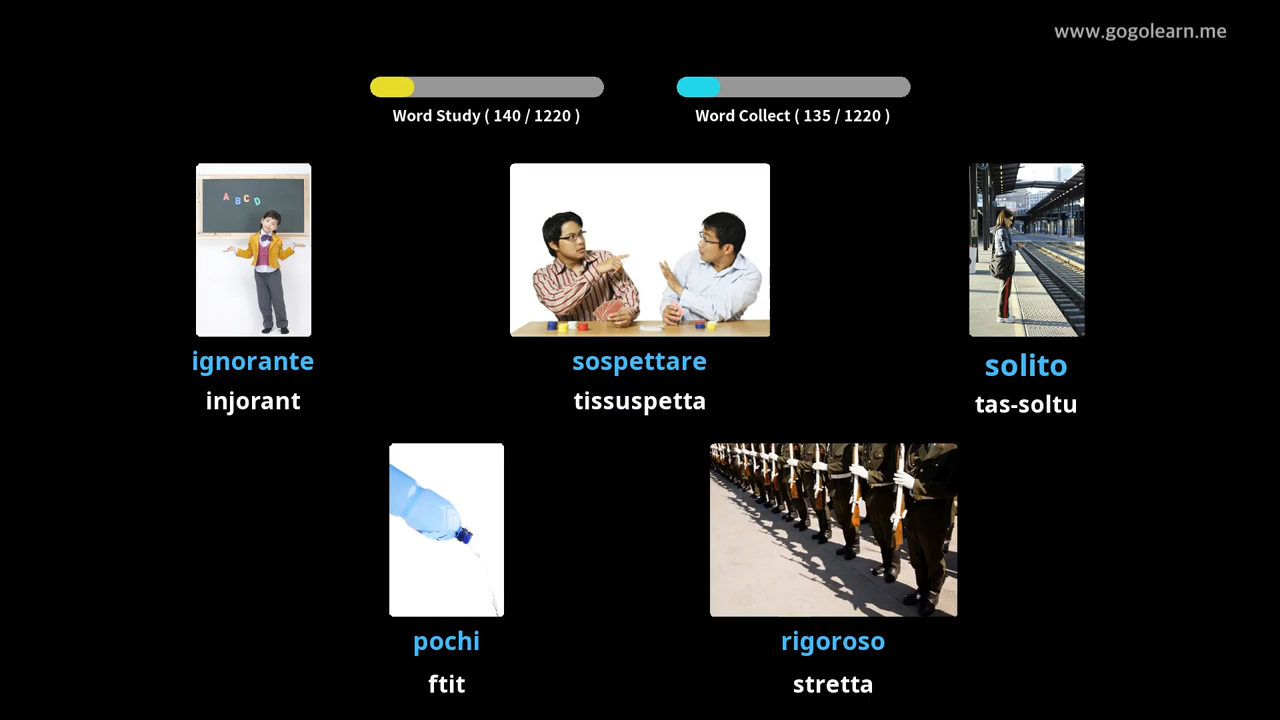 www.gogolearn.me
Word Study ( 140 / 1220 )
Word Collect ( 135 / 1220 )
A B C D
ignorante
injorant
sospettare
tissuspetta
solito
tas-soltu
pochi
ftit
rigoroso
stretta